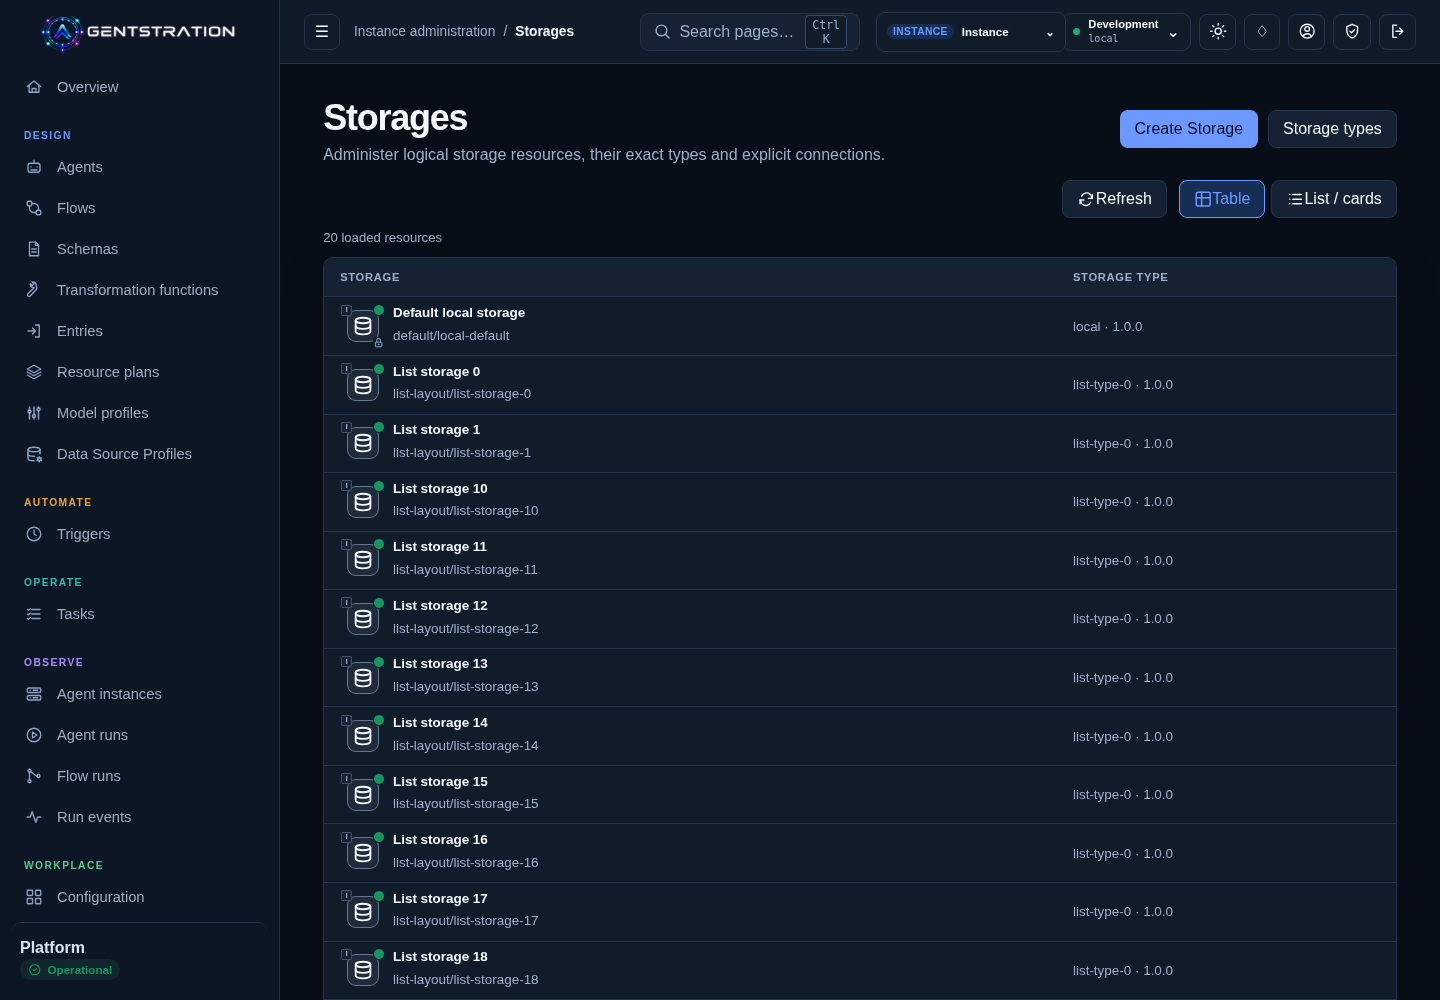 GENTSTRATION
☰
Instance administration / Storages
Search pages…
Ctrl K
INSTANCE Instance
Development
local
Overview
DESIGN
Agents
Flows
Schemas
Transformation functions
Entries
Resource plans
Model profiles
Data Source Profiles
AUTOMATE
Triggers
OPERATE
Tasks
OBSERVE
Agent instances
Agent runs
Flow runs
Run events
WORKPLACE
Configuration
Platform
Operational
Storages
Administer logical storage resources, their exact types and explicit connections.
Create Storage
Storage types
Refresh
Table
List / cards
20 loaded resources
STORAGE STORAGE TYPE
I
Default local storage
default/local-default
local · 1.0.0
I
List storage 0
list-layout/list-storage-0
list-type-0 · 1.0.0
I
List storage 1
list-layout/list-storage-1
list-type-0 · 1.0.0
I
List storage 10
list-layout/list-storage-10
list-type-0 · 1.0.0
I
List storage 11
list-layout/list-storage-11
list-type-0 · 1.0.0
I
List storage 12
list-layout/list-storage-12
list-type-0 · 1.0.0
I
List storage 13
list-layout/list-storage-13
list-type-0 · 1.0.0
I
List storage 14
list-layout/list-storage-14
list-type-0 · 1.0.0
I
List storage 15
list-layout/list-storage-15
list-type-0 · 1.0.0
I
List storage 16
list-layout/list-storage-16
list-type-0 · 1.0.0
I
List storage 17
list-layout/list-storage-17
list-type-0 · 1.0.0
I
List storage 18
list-layout/list-storage-18
list-type-0 · 1.0.0